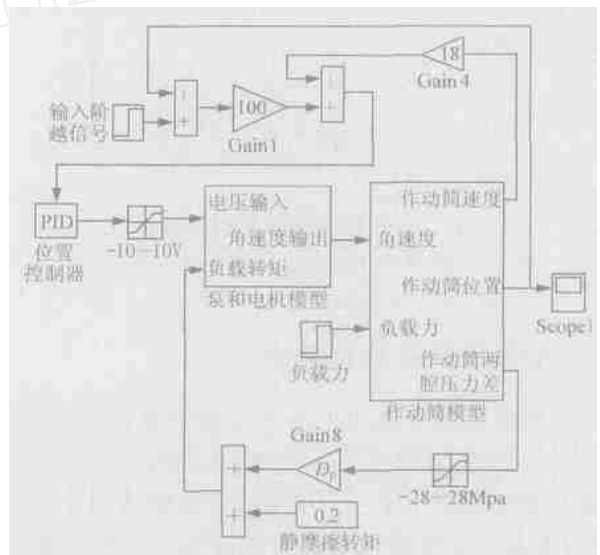 18
Gain 4
-
+
100
Gain1
-
+
输入阶
越信号
PID
位置
控制器
-10~10V
电压输入
角速度输出
负载转矩
泵和电机模型
作动筒速度
角速度
作动筒位置
负载力
作动筒两
腔压力差
作动筒模型
Scope1
负载力
Gain8
+
+
0.2
静摩擦转矩
-28~28Mpa